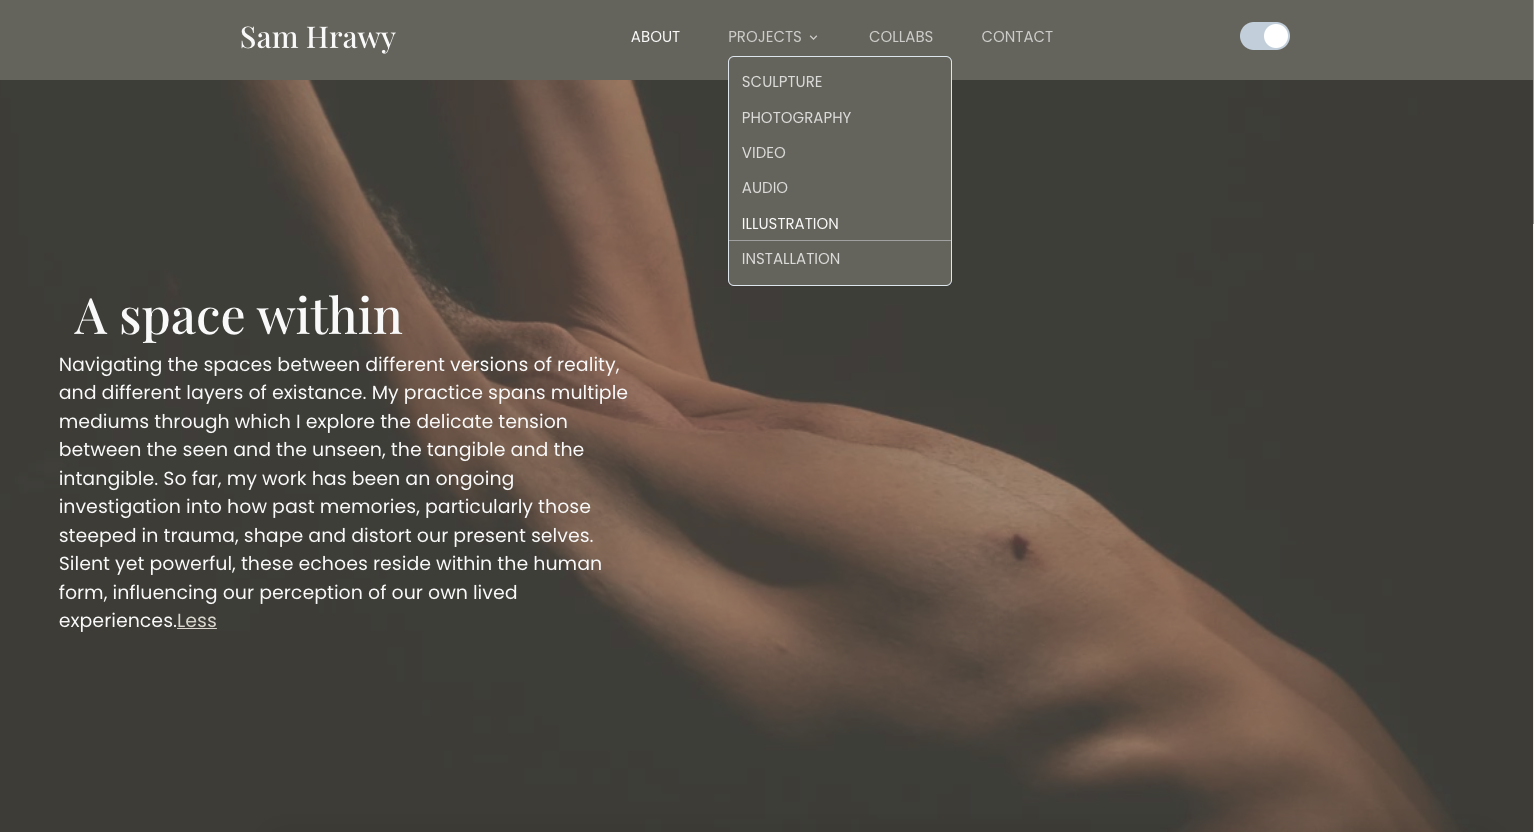 Sam Hrawy
ABOUT
PROJECTS
COLLABS
CONTACT
SCULPTURE
PHOTOGRAPHY
VIDEO
AUDIO
ILLUSTRATION
INSTALLATION
A space within
Navigating the spaces between different versions of reality,
and different layers of existance. My practice spans multiple
mediums through which I explore the delicate tension
between the seen and the unseen, the tangible and the
intangible. So far, my work has been an ongoing
investigation into how past memories, particularly those
steeped in trauma, shape and distort our present selves.
Silent yet powerful, these echoes reside within the human
form, influencing our perception of our own lived
experiences.Less